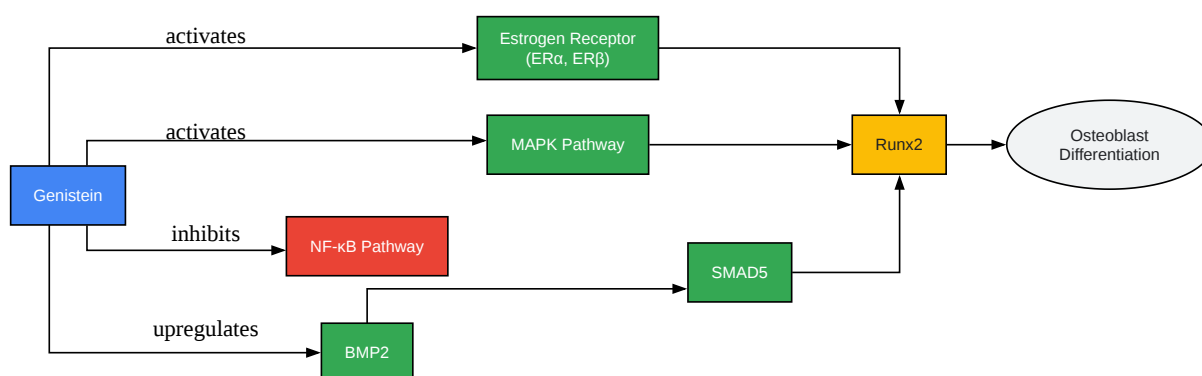 activates
Estrogen Receptor
(ERα, ERβ)
activates
MAPK Pathway
Runx2
Osteoblast
Differentiation
Genistein
inhibits
NF-κB Pathway
SMAD5
upregulates
BMP2